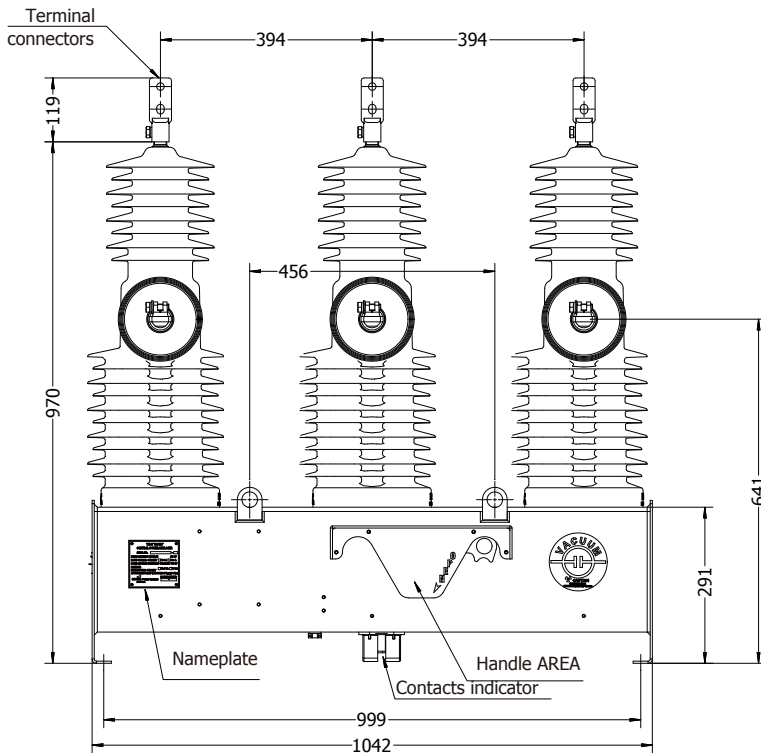 Terminal
connectors
394
394
119
456
970
641
VACUUM
291
Nameplate
Handle AREA
Contacts indicator
999
1042